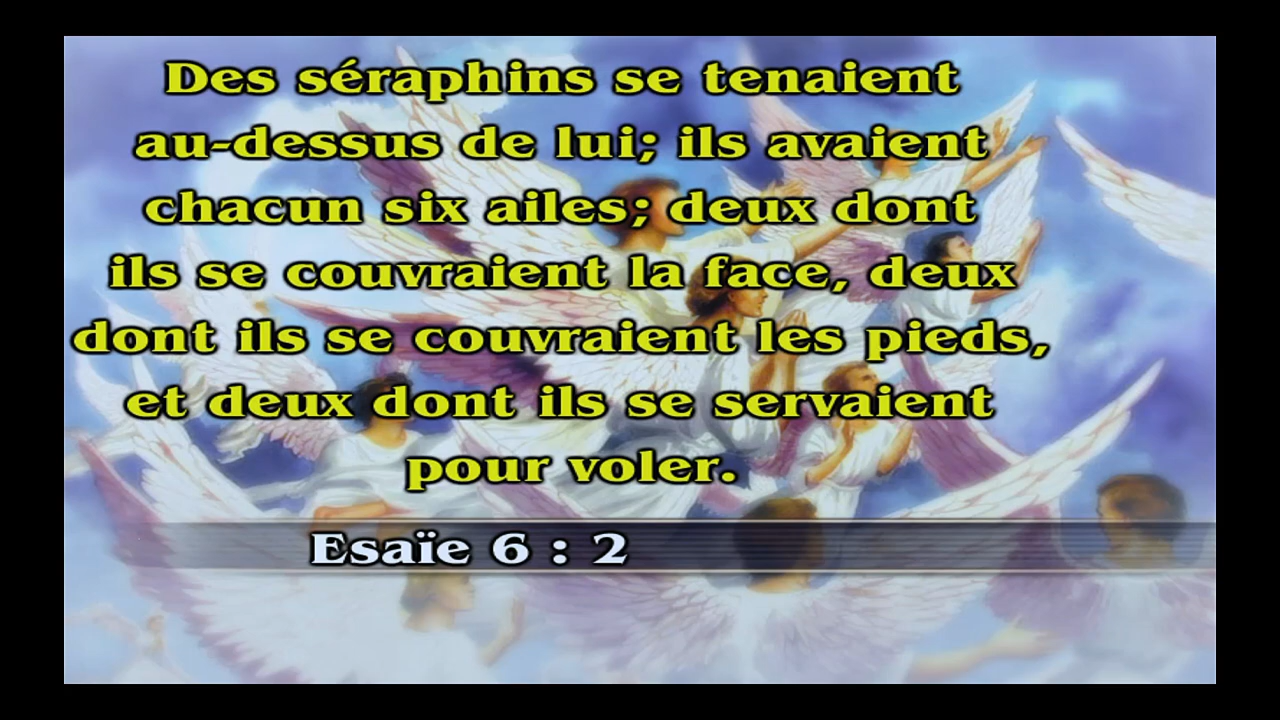 Des séraphins se tenaient
au-dessus de lui; ils avaient
chacun six ailes; deux dont
ils se couvraient la face, deux
dont ils se couvraient les pieds,
et deux dont ils se servaient
pour voler.
Esaïe 6 : 2